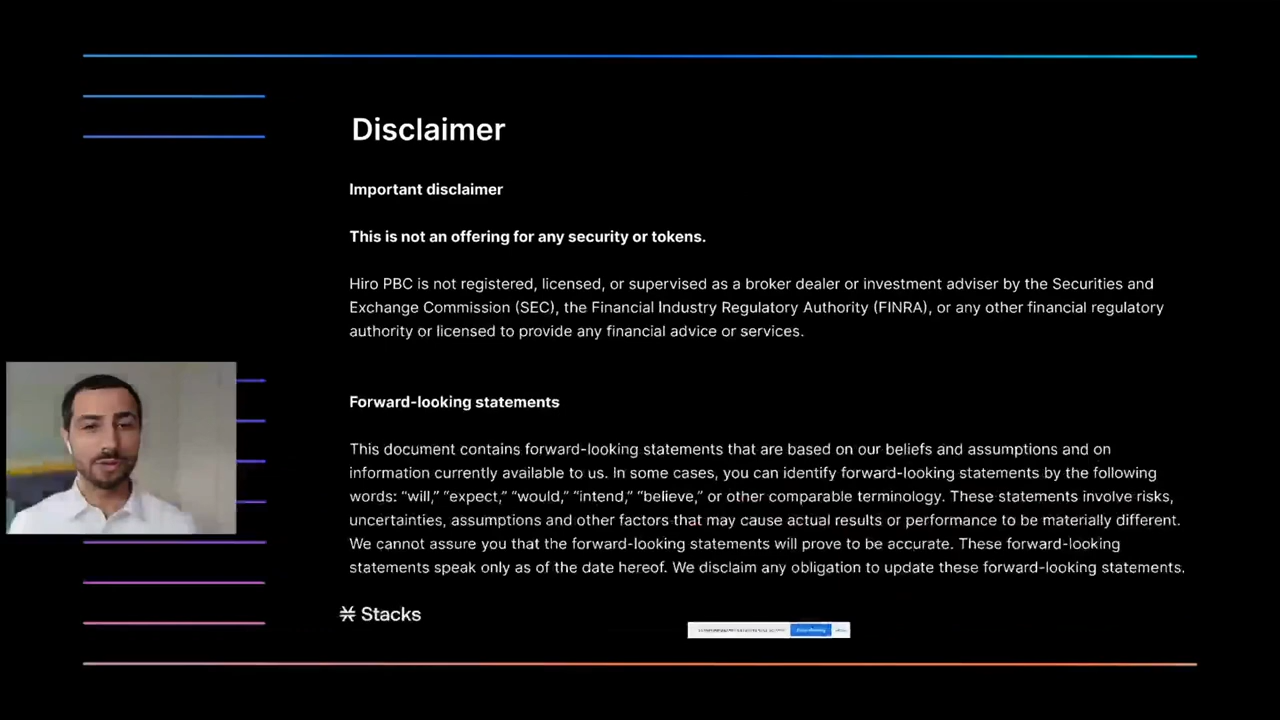 Disclaimer
Important disclaimer
This is not an offering for any security or tokens.
Hiro PBC is not registered, licensed, or supervised as a broker dealer or investment adviser by the Securities and
Exchange Commission (SEC), the Financial Industry Regulatory Authority (FINRA), or any other financial regulatory
authority or licensed to provide any financial advice or services.
Forward-looking statements
This document contains forward-looking statements that are based on our beliefs and assumptions and on
information currently available to us. In some cases, you can identify forward-looking statements by the following
words: “will,” “expect,” “would,” “intend,” “believe,” or other comparable terminology. These statements involve risks,
uncertainties, assumptions and other factors that may cause actual results or performance to be materially different.
We cannot assure you that the forward-looking statements will prove to be accurate. These forward-looking
statements speak only as of the date hereof. We disclaim any obligation to update these forward-looking statements.
Stacks